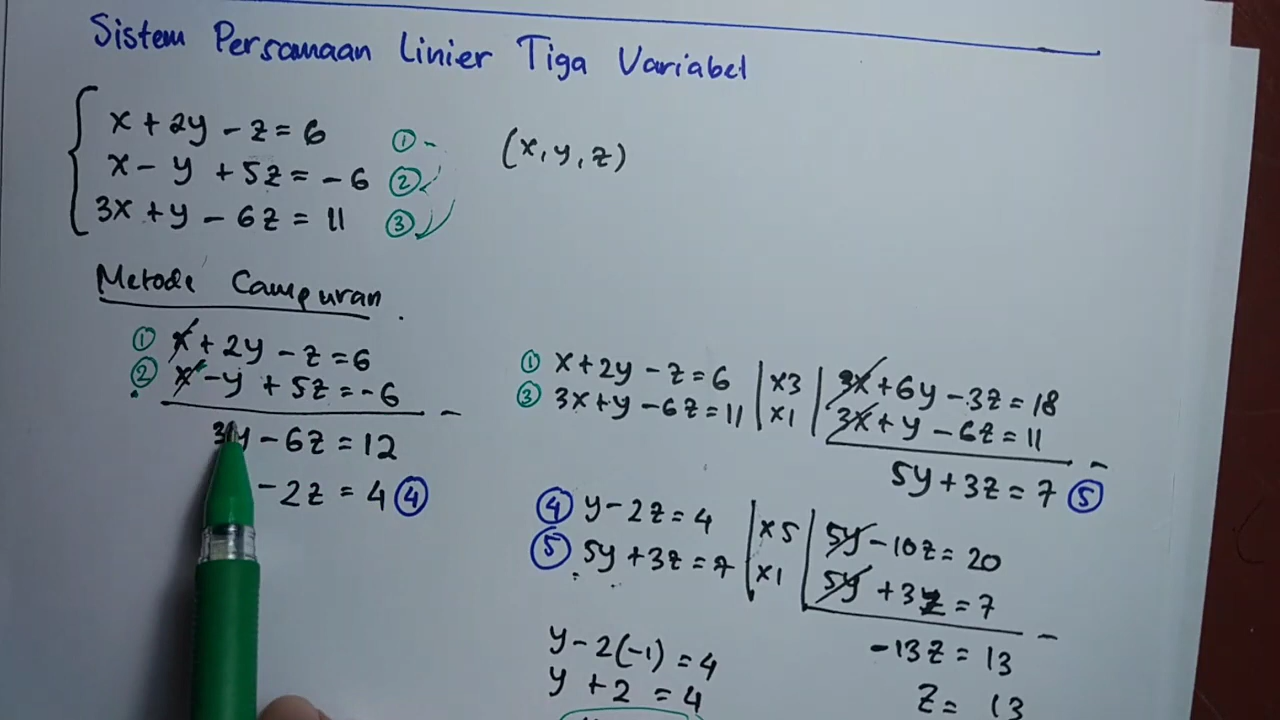 Sistem Persamaan Linier Tiga Variabel
x + 2y - z = 6 ①
x - y + 5z = -6 ②
3x + y - 6z = 11 ③
(x, y, z)
Metode Campuran.
① x + 2y - z = 6
② x - y + 5z = -6 -
3y - 6z = 12
- 2z = 4 ④
① x + 2y - z = 6 | x3 | 3x + 6y - 3z = 18
③ 3x + y - 6z = 11 | x1 | 3x + y - 6z = 11 -
5y + 3z = 7 ⑤
④ y - 2z = 4 | x5 | 5y - 10z = 20
⑤ 5y + 3z = 7 | x1 | 5y + 3z = 7 -
-13z = 13
z = 13
y - 2(-1) = 4
y + 2 = 4